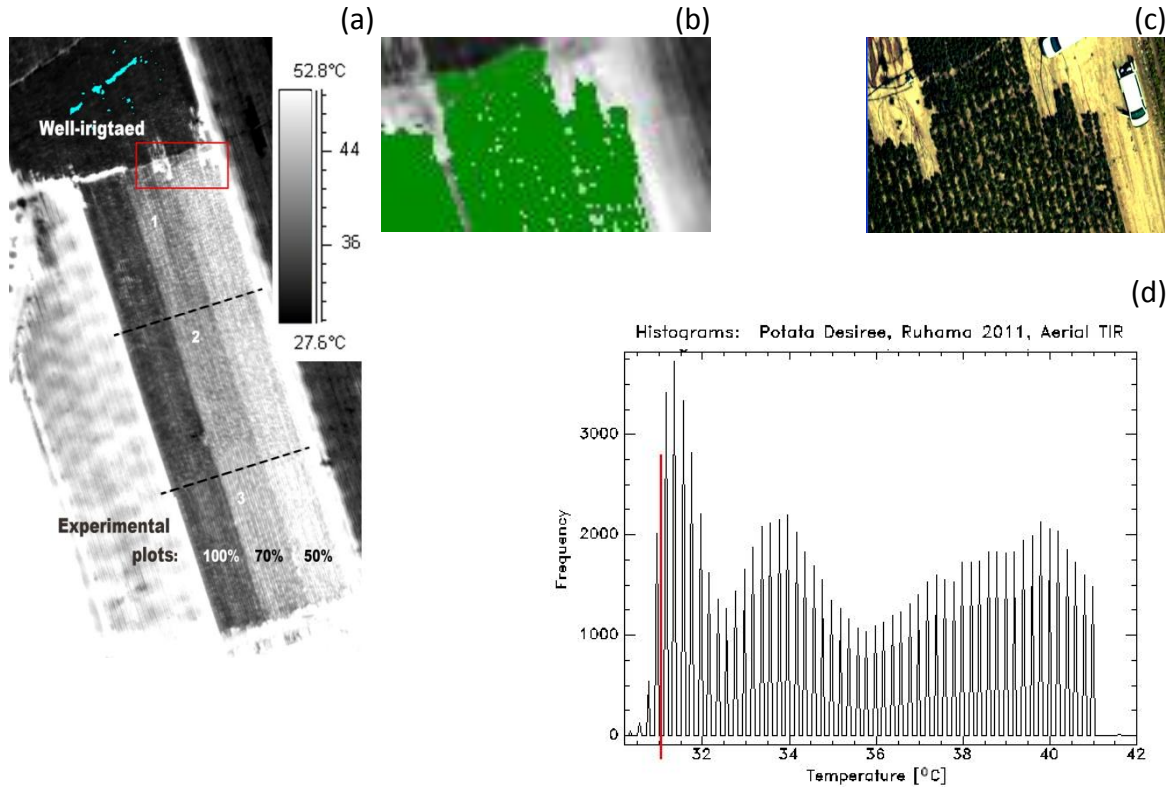 (a)
(b)
(c)
52.8°C
44
36
27.6°C
Well-irigtaed
1
2
3
Experimental
plots:
100%
70%
50%
(d)
Histograms: Potata Desiree, Ruhama 2011, Aerial TIR
Frequency
3000
2000
1000
0
32
34
36
38
40
42
Temperature [°C]